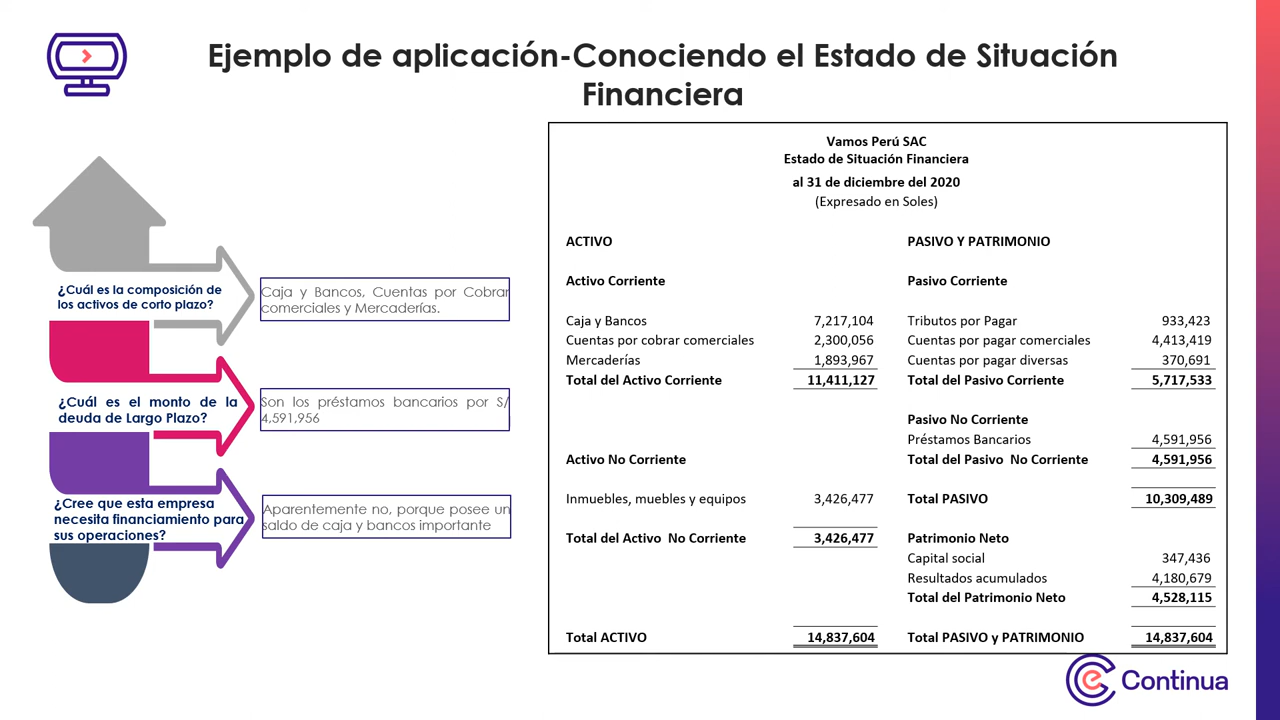 Ejemplo de aplicación-Conociendo el Estado de Situación
Financiera
¿Cuál es la composición de
los activos de corto plazo?
Caja y Bancos, Cuentas por Cobrar
comerciales y Mercaderías.
¿Cuál es el monto de la
deuda de Largo Plazo?
Son los préstamos bancarios por S/
4,591,956
¿Cree que esta empresa
necesita financiamiento para
sus operaciones?
Aparentemente no, porque posee un
saldo de caja y bancos importante
Vamos Perú SAC
Estado de Situación Financiera
al 31 de diciembre del 2020
(Expresado en Soles)
ACTIVO PASIVO Y PATRIMONIO
Activo Corriente Pasivo Corriente
Caja y Bancos 7,217,104 Tributos por Pagar 933,423
Cuentas por cobrar comerciales 2,300,056 Cuentas por pagar comerciales 4,413,419
Mercaderías 1,893,967 Cuentas por pagar diversas 370,691
Total del Activo Corriente 11,411,127 Total del Pasivo Corriente 5,717,533
Pasivo No Corriente
Préstamos Bancarios 4,591,956
Activo No Corriente Total del Pasivo No Corriente 4,591,956
Inmuebles, muebles y equipos 3,426,477 Total PASIVO 10,309,489
Total del Activo No Corriente 3,426,477 Patrimonio Neto
Capital social 347,436
Resultados acumulados 4,180,679
Total del Patrimonio Neto 4,528,115
Total ACTIVO 14,837,604 Total PASIVO y PATRIMONIO 14,837,604
Continua